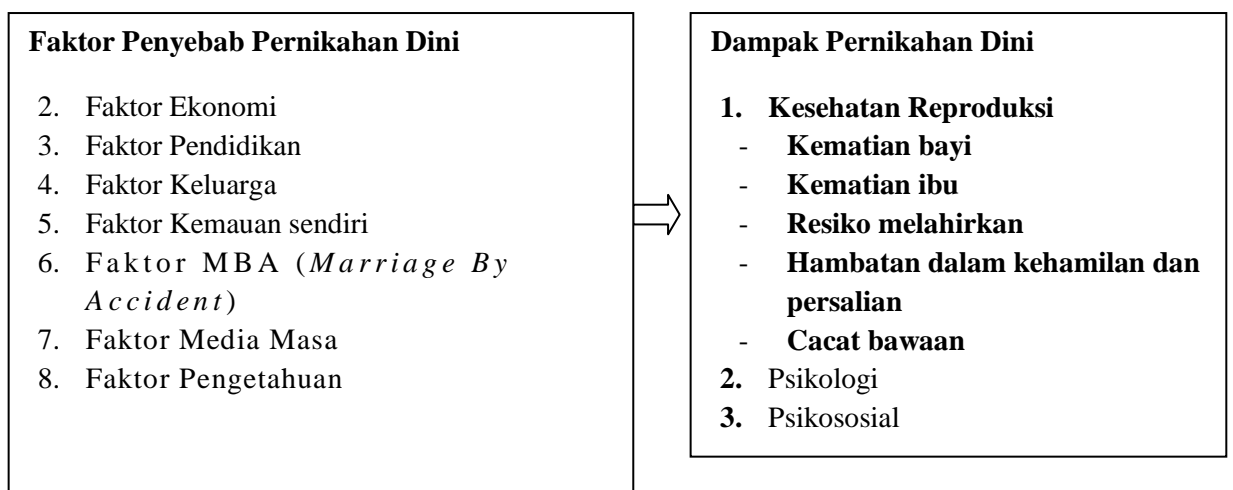 Faktor Penyebab Pernikahan Dini
2. Faktor Ekonomi
3. Faktor Pendidikan
4. Faktor Keluarga
5. Faktor Kemauan sendiri
6. Faktor MBA (Marriage By
Accident)
7. Faktor Media Masa
8. Faktor Pengetahuan
Dampak Pernikahan Dini
1. Kesehatan Reproduksi
- Kematian bayi
- Kematian ibu
- Resiko melahirkan
- Hambatan dalam kehamilan dan
persalian
- Cacat bawaan
2. Psikologi
3. Psikososial